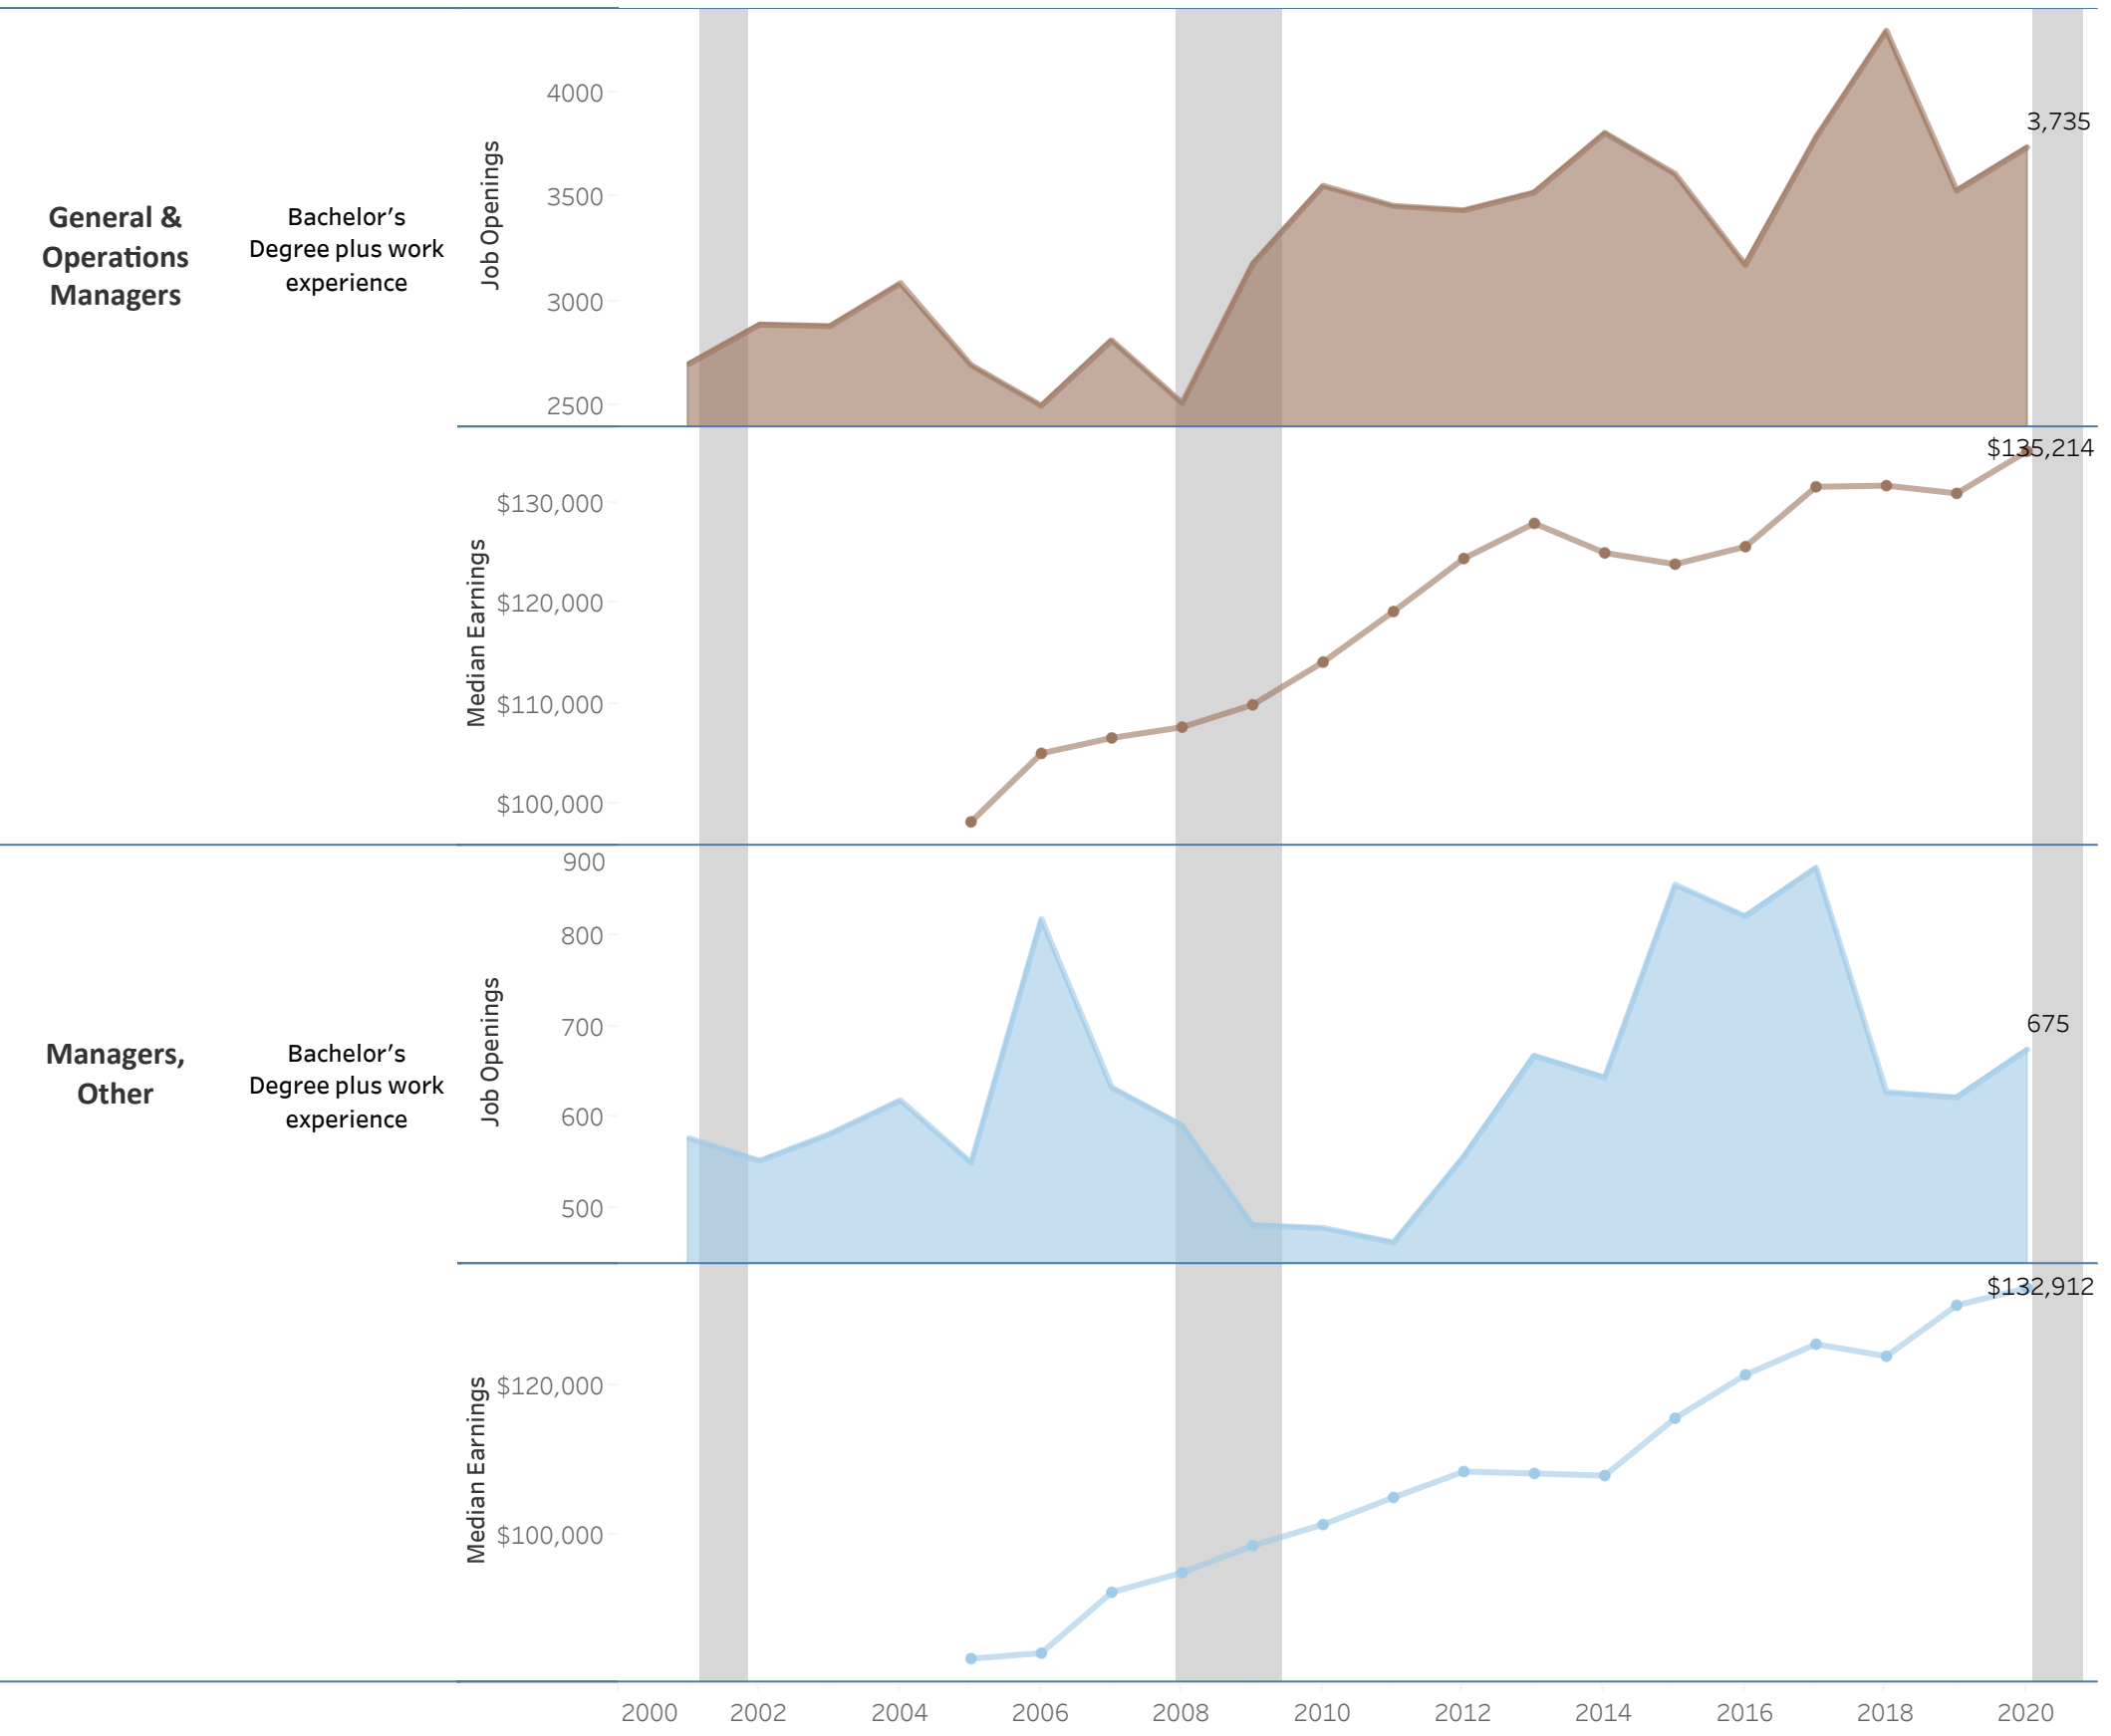 General &
Operations
Managers
Bachelor's
Degree plus work
experience
Job Openings
4000
3500
3000
2500
3,735
Median Earnings
$130,000
$120,000
$110,000
$100,000
$135,214
Managers,
Other
Bachelor's
Degree plus work
experience
Job Openings
900
800
700
600
500
675
Median Earnings
$120,000
$100,000
$132,912
2000 2002 2004 2006 2008 2010 2012 2014 2016 2018 2020